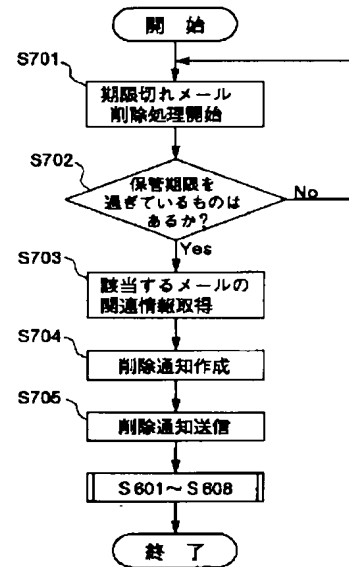 開 始
S701
期限切れメール
削除処理開始
S702
保管期限を
過ぎているものは
あるか?
No
Yes
S703
該当するメールの
関連情報取得
S704
削除通知作成
S705
削除通知送信
S601～S608
終 了